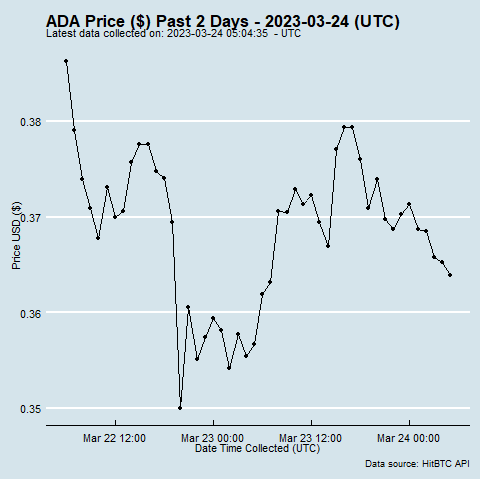 ADA Price ($) Past 2 Days - 2023-03-24 (UTC)
Latest data collected on: 2023-03-24 05:04:35 - UTC
Price USD ($)
0.38
0.37
0.36
0.35
Mar 22 12:00 Mar 23 00:00 Mar 23 12:00 Mar 24 00:00
Date Time Collected (UTC)
Data source: HitBTC API